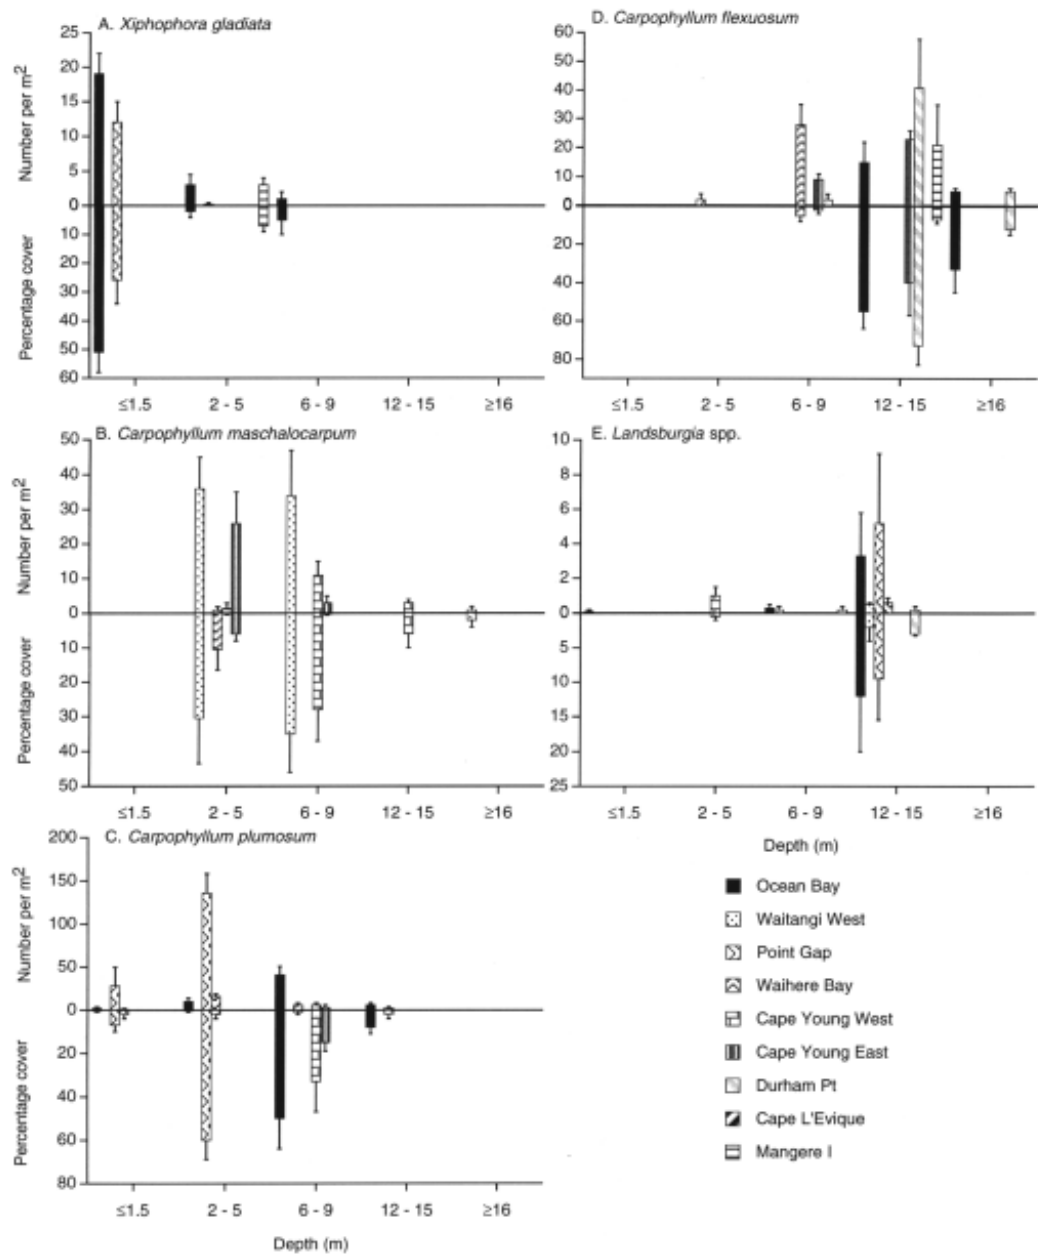 A. Xiphophora gladiata
Number per m2
Percentage cover
25
20
15
10
5
0
10
20
30
40
50
60
≤1.5
2 - 5
6 - 9
12 - 15
≥16
D. Carpophyllum flexuosum
60
50
40
30
20
10
0
20
40
60
80
≤1.5
2 - 5
6 - 9
12 - 15
≥16
B. Carpophyllum maschalocarpum
Number per m2
Percentage cover
50
40
30
20
10
0
10
20
30
40
50
≤1.5
2 - 5
6 - 9
12 - 15
≥16
E. Landsburgia spp.
10
8
6
4
2
0
5
10
15
20
25
≤1.5
2 - 5
6 - 9
12 - 15
≥16
Depth (m)
C. Carpophyllum plumosum
Number per m2
Percentage cover
200
150
100
50
0
20
40
60
80
≤1.5
2 - 5
6 - 9
12 - 15
≥16
Depth (m)
Ocean Bay
Waitangi West
Point Gap
Waihere Bay
Cape Young West
Cape Young East
Durham Pt
Cape L'Evique
Mangere I